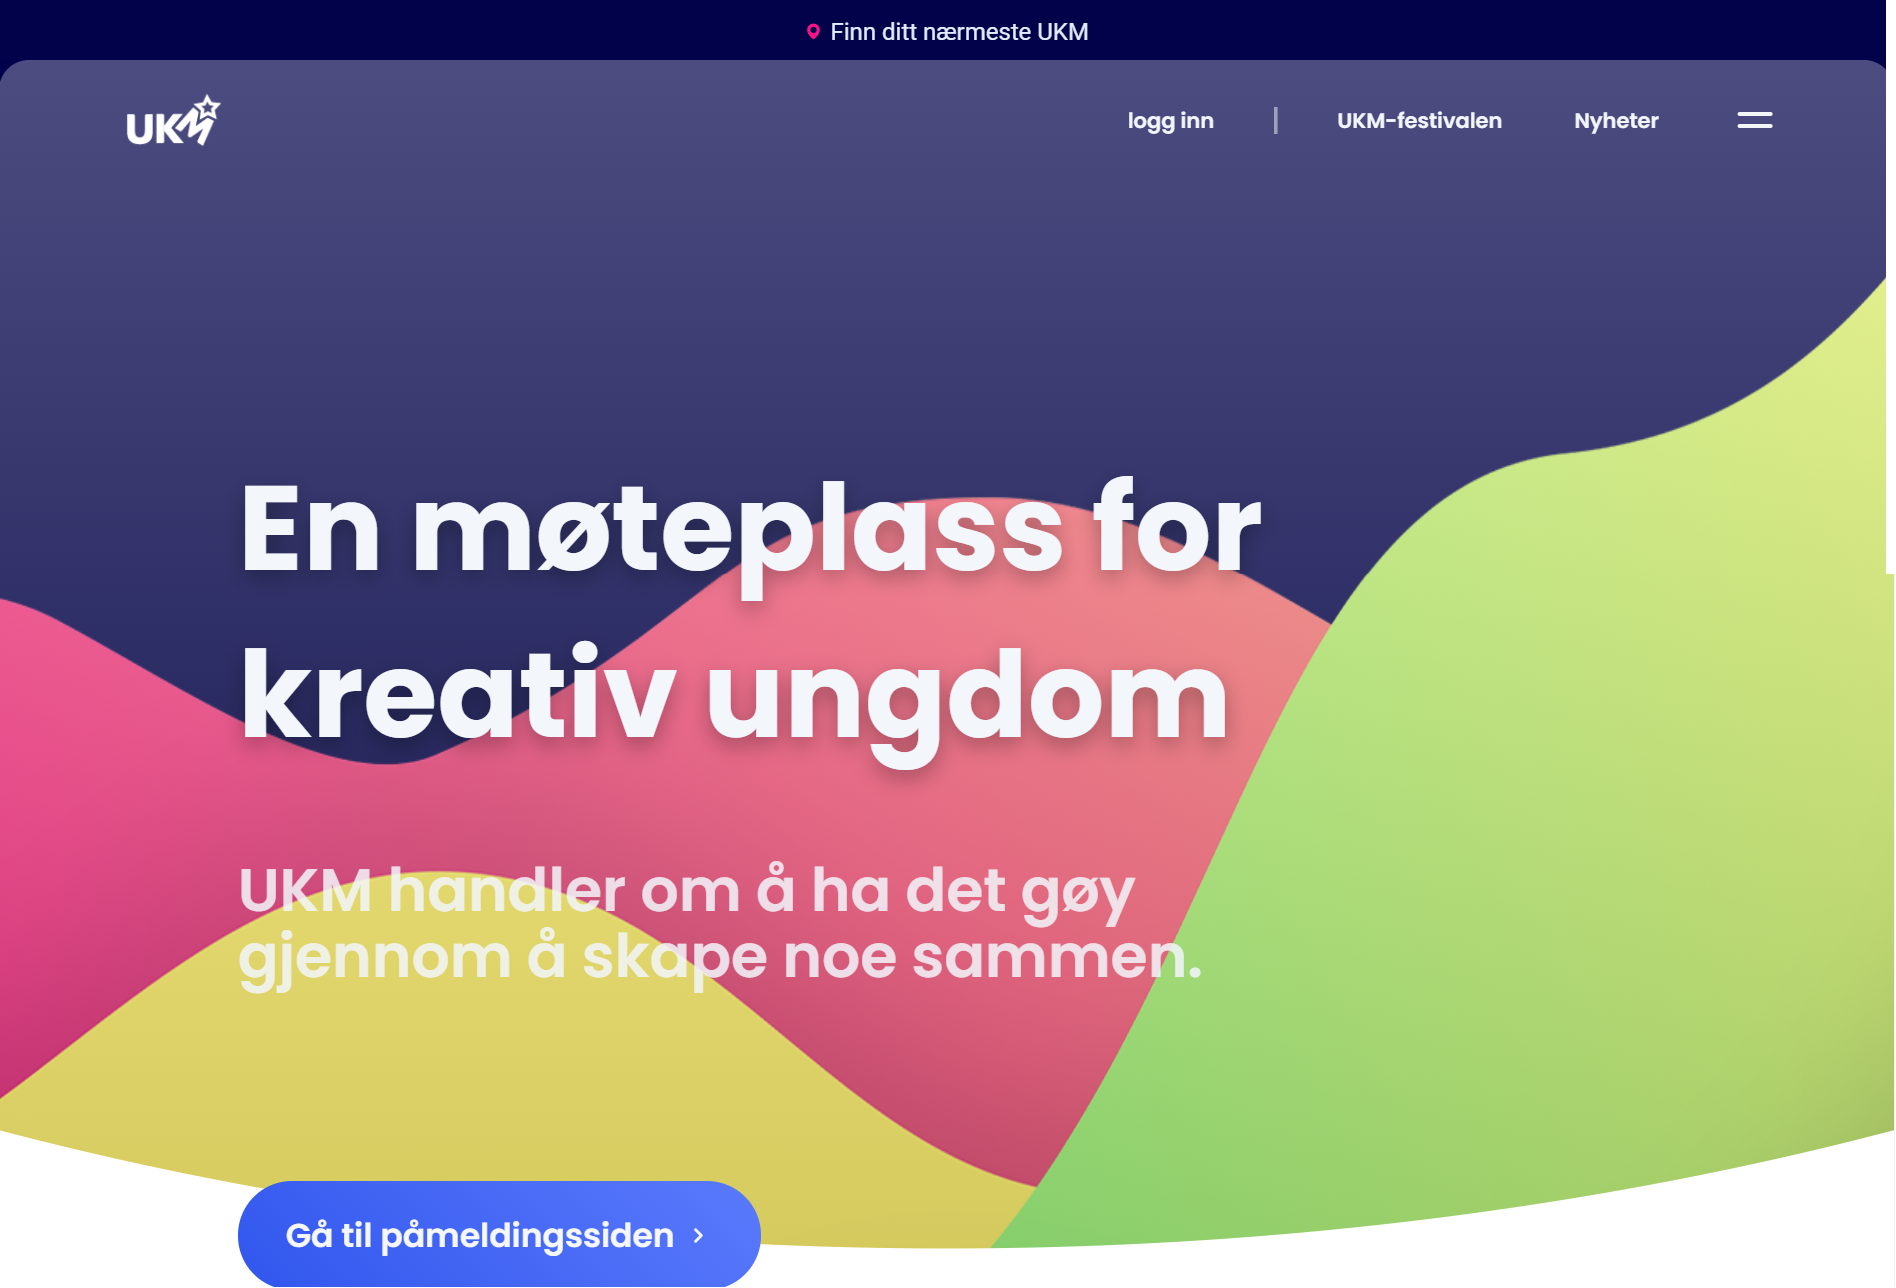 Finn ditt nærmeste UKM
UKM
logg inn | UKM-festivalen Nyheter
En møteplass for
kreativ ungdom
UKM handler om å ha det gøy
gjennom å skape noe sammen.
Gå til påmeldingssiden